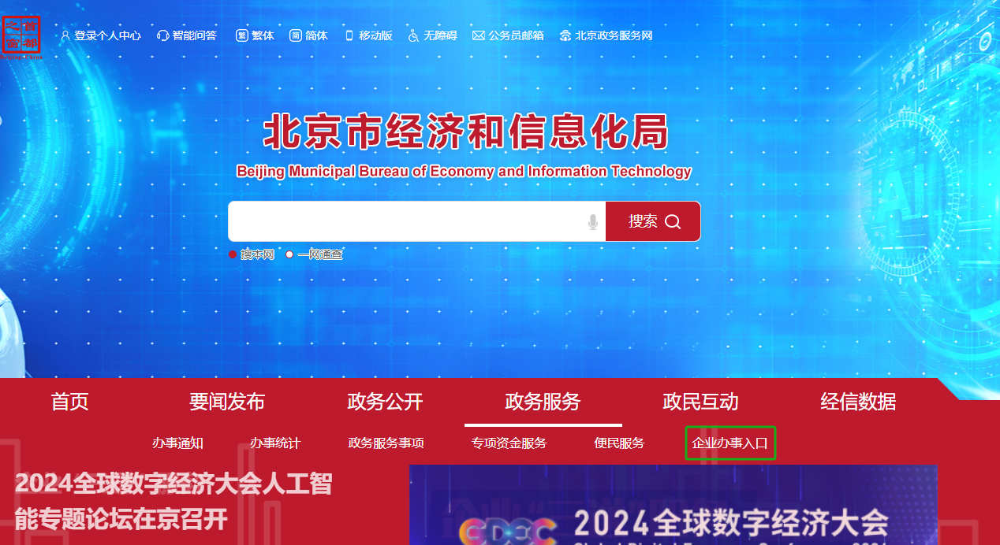 首都之窗
Beijing-China
登录个人中心 智能问答 繁 繁体 简 简体 移动版 无障碍 公务员邮箱 北京政务服务网
北京市经济和信息化局
Beijing Municipal Bureau of Economy and Information Technology
搜索
搜本网 一网通查
首页 要闻发布 政务公开 政务服务 政民互动 经信数据
办事通知 办事统计 政务服务事项 专项资金服务 便民服务 企业办事入口
2024全球数字经济大会人工智
能专题论坛在京召开
CDEC 2024全球数字经济大会